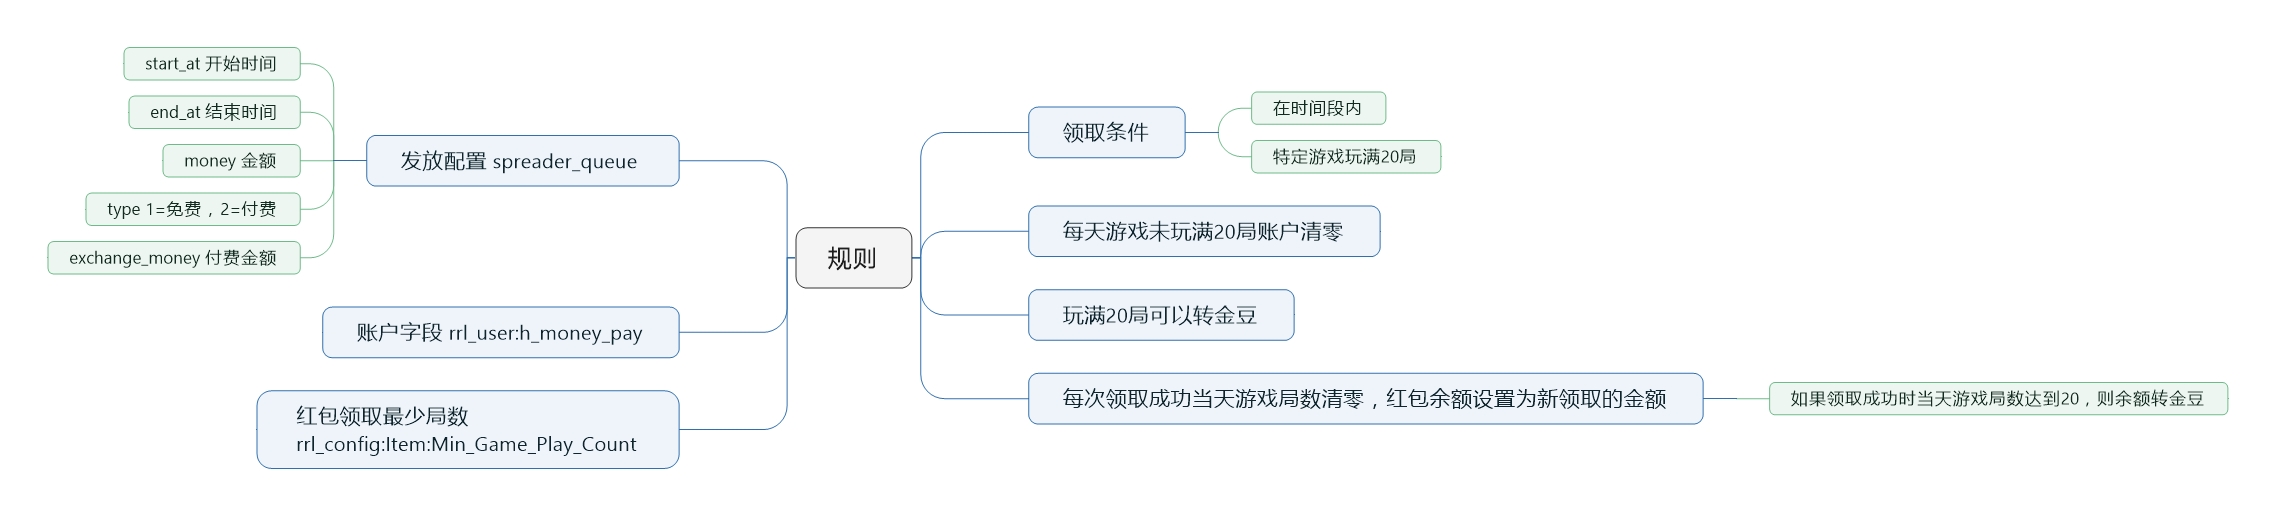 规则
领取条件
在时间段内
特定游戏玩满20局
每天游戏未玩满20局账户清零
玩满20局可以转金豆
每次领取成功当天游戏局数清零，红包余额设置为新领取的金额
如果领取成功时当天游戏局数达到20，则余额转金豆
发放配置 spreader_queue
start_at 开始时间
end_at 结束时间
money 金额
type 1=免费，2=付费
exchange_money 付费金额
账户字段 rrl_user:h_money_pay
红包领取最少局数
rrl_config:Item:Min_Game_Play_Count